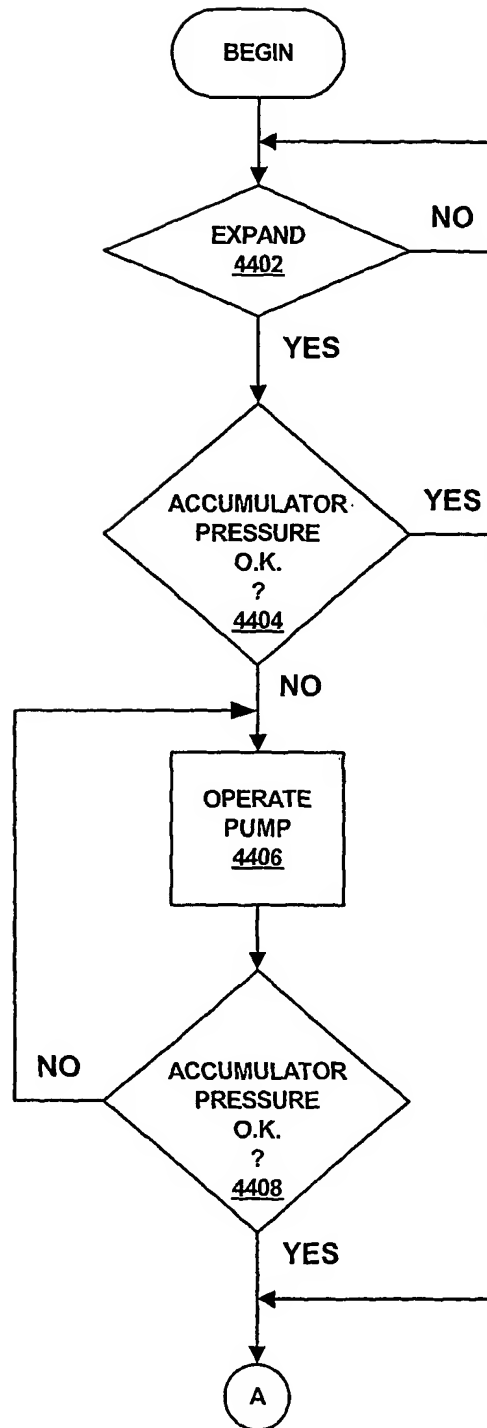 BEGIN
EXPAND
4402
NO
YES
ACCUMULATOR
PRESSURE
O.K.
?
4404
YES
NO
OPERATE
PUMP
4406
ACCUMULATOR
PRESSURE
O.K.
?
4408
NO
YES
A